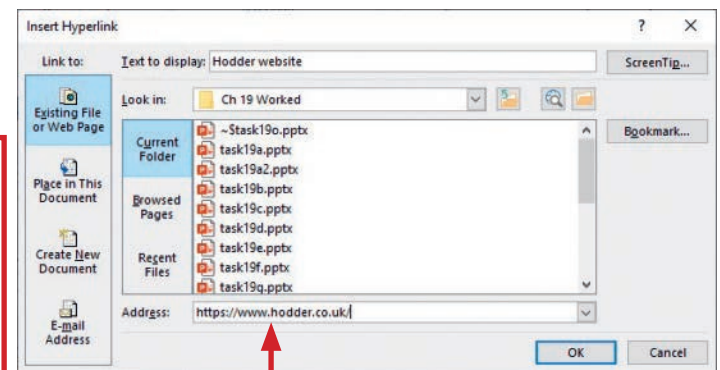 Insert Hyperlink ? X
Link to:
Text to display: Hodder website
ScreenTip...
Existing File
or Web Page
Look in:
Ch 19 Worked
Bookmark...
Current
Folder
~$task19o.pptx
task19a.pptx
task19a2.pptx
task19b.pptx
task19c.pptx
task19d.pptx
task19e.pptx
task19f.pptx
task19g.pptx
Browsed
Pages
Recent
Files
Place in This
Document
Create New
Document
E-mail
Address
Address: https://www.hodder.co.uk/
OK
Cancel